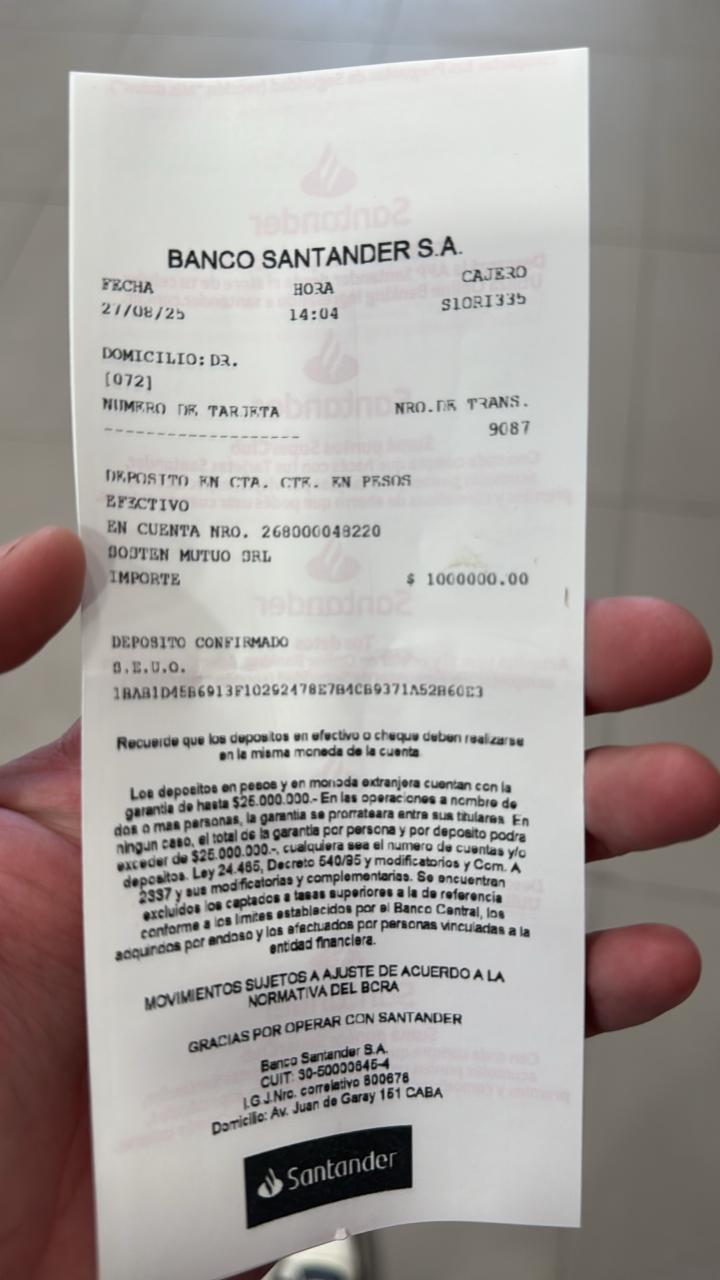 BANCO SANTANDER S.A.
FECHA HORA CAJERO
27/08/25 14:04 S1ORI335
DOMICILIO: DR.
[072]
NUMERO DE TARJETA NRO.DE TRANS.
-------------------- 9087
DEPOSITO EN CTA. CTE. EN PESOS
EFECTIVO
EN CUENTA NRO. 268000048220
SOSTEN MUTUO SRL
IMPORTE $ 1000000.00
DEPOSITO CONFIRMADO
S.E.U.O.
1BAB1D45B6913F10292478E7B4CB9371A52B60E3
Recuerde que los depositos en efectivo o cheque deben realizarse
en la misma moneda de la cuenta
Los depositos en pesos y en moneda extranjera cuentan con la
garantia de hasta $25.000.000.- En las operaciones a nombre de
dos o mas personas, la garantia se prorrateara entre sus titulares. En
ningun caso, el total de la garantia por persona y por deposito podra
exceder de $25.000.000.-, cualquiera sea el numero de cuentas y/o
depositos. Ley 24.485, Decreto 540/95 y modificatorios y Com. A
2337 y sus modificatorias y complementarias. Se encuentran
excluidos los captados a tasas superiores a la de referencia
conforme a los limites establecidos por el Banco Central, los
adquiridos por endoso y los efectuados por personas vinculadas a la
entidad financiera.
MOVIMIENTOS SUJETOS A AJUSTE DE ACUERDO A LA
NORMATIVA DEL BCRA
GRACIAS POR OPERAR CON SANTANDER
Banco Santander S.A.
CUIT: 30-50000845-4
I.G.J.Nro. correlativo 800678
Domicilio: Av. Juan de Garay 151 CABA
Santander